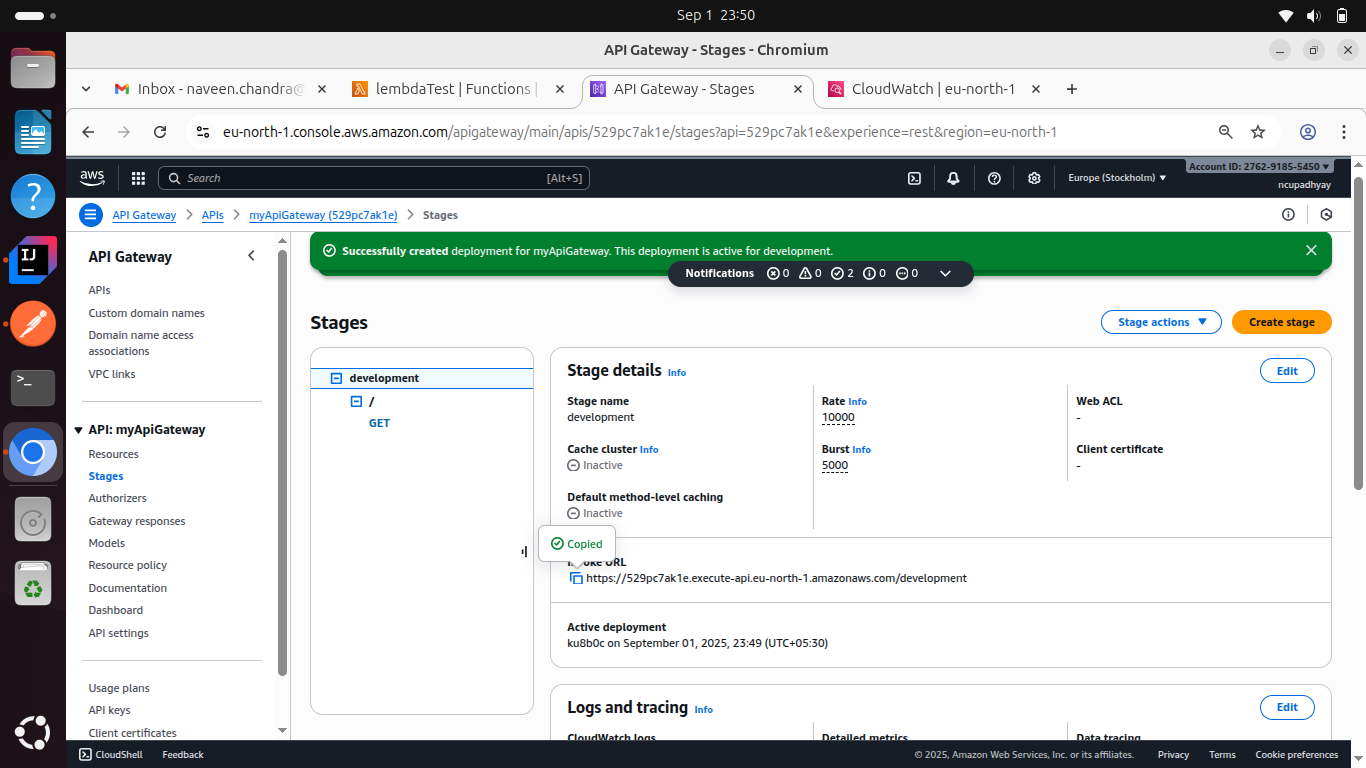 Sep 1 23:50
API Gateway - Stages - Chromium
Inbox - naveen.chandra@
lembdaTest | Functions |
API Gateway - Stages
CloudWatch | eu-north-1
eu-north-1.console.aws.amazon.com/apigateway/main/apis/529pc7ak1e/stages?api=529pc7ak1e&experience=rest&region=eu-north-1
aws
Search [Alt+S]
Europe (Stockholm)
Account ID: 2762-9185-5450
ncupadhyay
API Gateway > APIs > myApiGateway (529pc7ak1e) > Stages
API Gateway
APIs
Custom domain names
Domain name access
associations
VPC links
API: myApiGateway
Resources
Stages
Authorizers
Gateway responses
Models
Resource policy
Documentation
Dashboard
API settings
Usage plans
API keys
Client certificates
Successfully created deployment for myApiGateway. This deployment is active for development.
Notifications 0 0 2 0 0
Stages
Stage actions
Create stage
development
/
GET
Stage details Info
Edit
Stage name
development
Rate Info
10000
Web ACL
-
Cache cluster Info
Inactive
Burst Info
5000
Client certificate
-
Default method-level caching
Inactive
Copied
URL
https://529pc7ak1e.execute-api.eu-north-1.amazonaws.com/development
Active deployment
ku8b0c on September 01, 2025, 23:49 (UTC+05:30)
Logs and tracing Info
Edit
CloudWatch logs
Detailed metrics
Data tracing
CloudShell
Feedback
© 2025, Amazon Web Services, Inc. or its affiliates.
Privacy
Terms
Cookie preferences